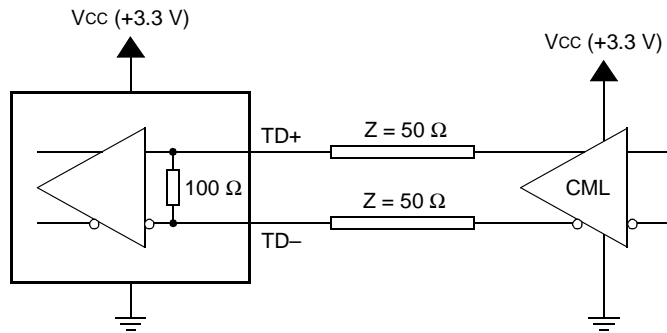 VCC (+3.3 V)
VCC (+3.3 V)
TD+
Z = 50 Ω
100 Ω
CML
Z = 50 Ω
TD–